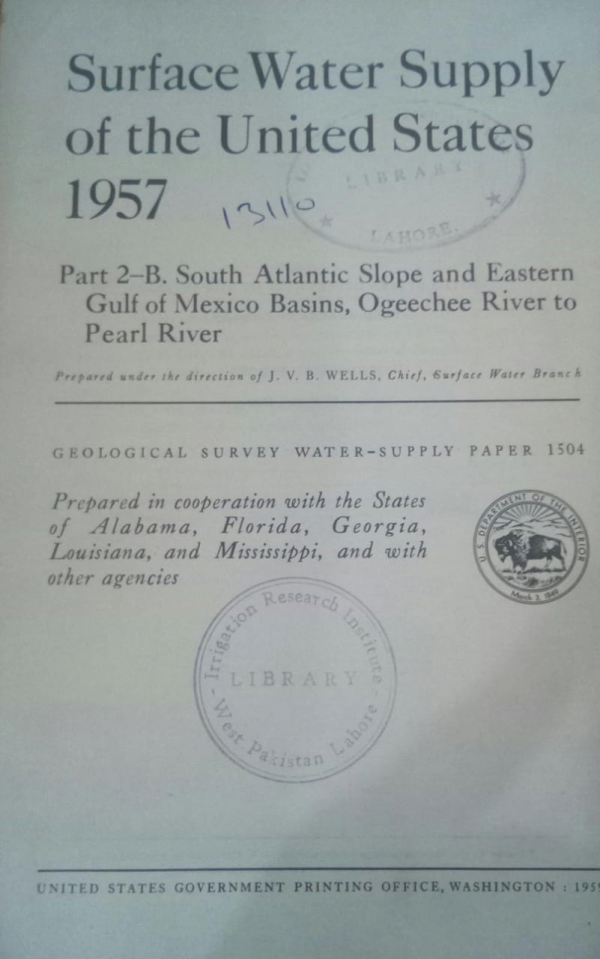 Surface Water Supply
of the United States
1957
13110
LIBRARY
LAHORE.
Part 2-B. South Atlantic Slope and Eastern
Gulf of Mexico Basins, Ogeechee River to
Pearl River
Prepared under the direction of J. V. B. WELLS, Chief, Surface Water Branch
GEOLOGICAL SURVEY WATER-SUPPLY PAPER 1504
Prepared in cooperation with the States
of Alabama, Florida, Georgia,
Louisiana, and Mississippi, and with
other agencies
U. S. DEPARTMENT OF THE INTERIOR
March 3, 1849
Irrigation Research Institute
LIBRARY
West Pakistan Lahore
UNITED STATES GOVERNMENT PRINTING OFFICE, WASHINGTON : 195